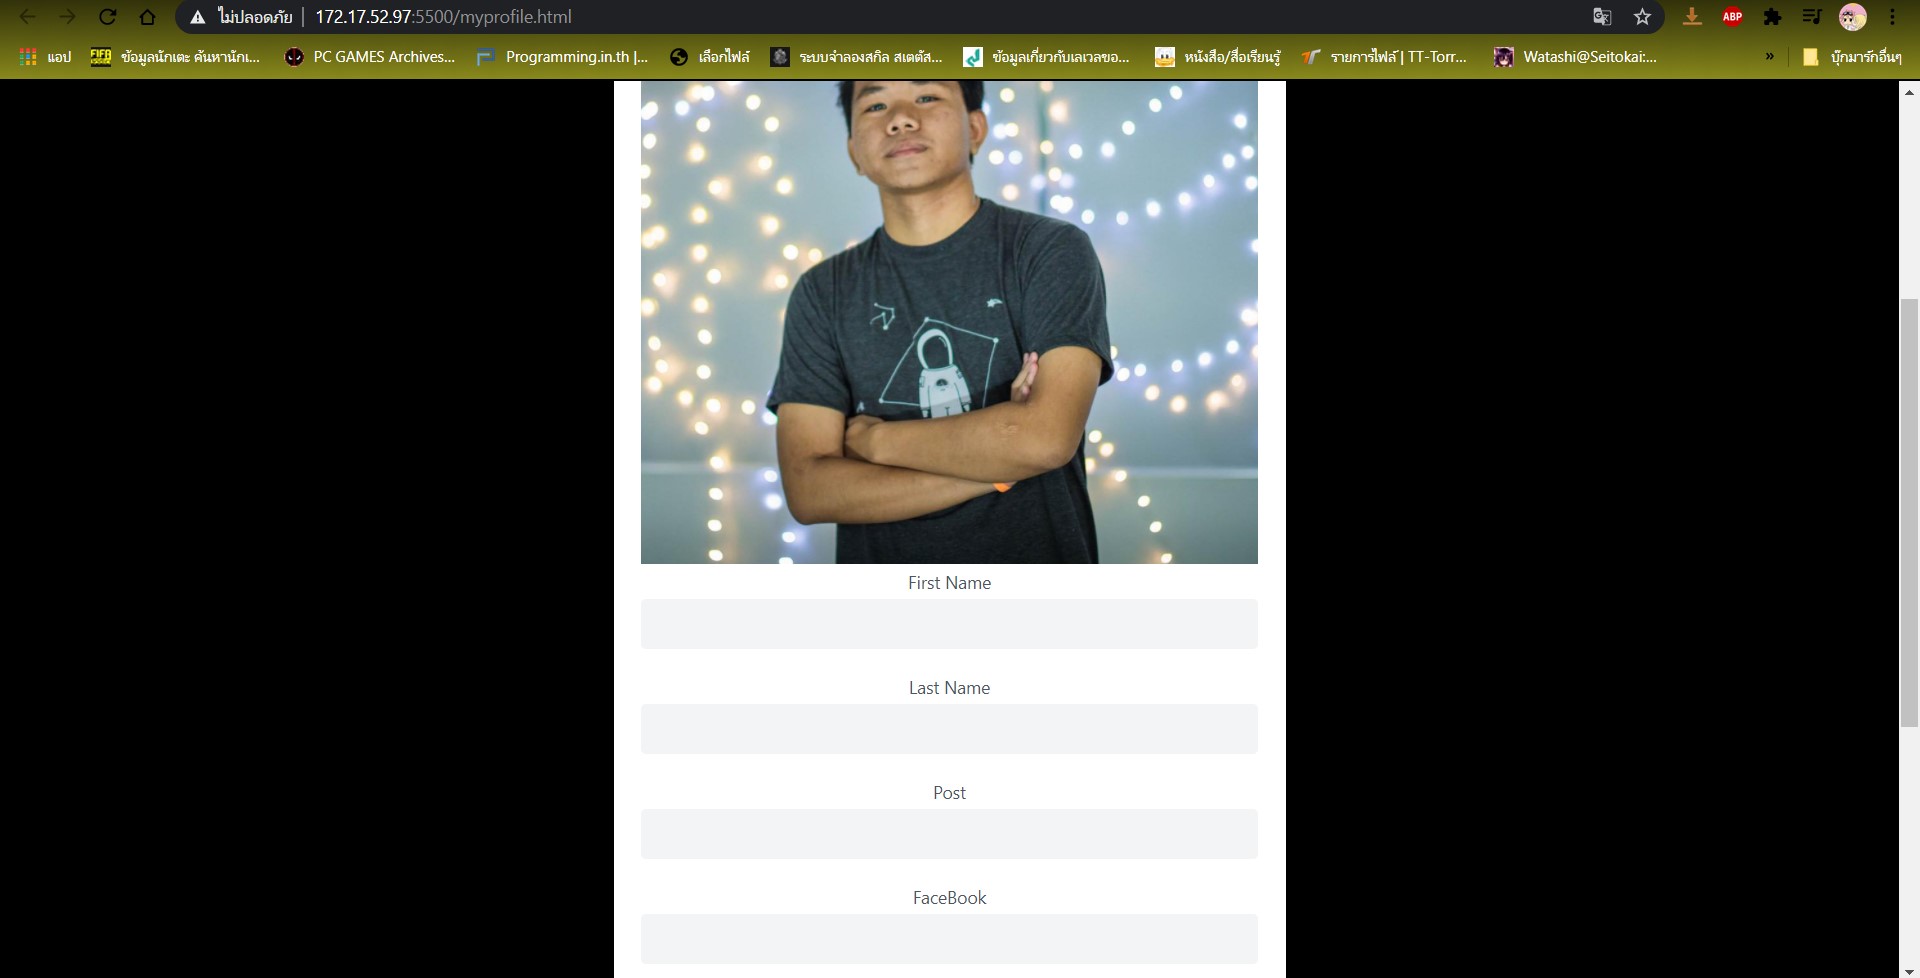 ไม่ปลอดภัย | 172.17.52.97:5500/myprofile.html
ABP
แอป
FIFA
ข้อมูลนักเตะ ค้นหานักเ...
PC GAMES Archives...
Programming.in.th |...
เลือกไฟล์
ระบบจำลองสกิล สเตตัส...
ข้อมูลเกี่ยวกับเลเวลขอ...
หนังสือ/สื่อเรียนรู้
รายการไฟล์ | TT-Torr...
Watashi@Seitokai:...
»
บุ๊กมาร์กอื่นๆ
First Name
Last Name
Post
FaceBook